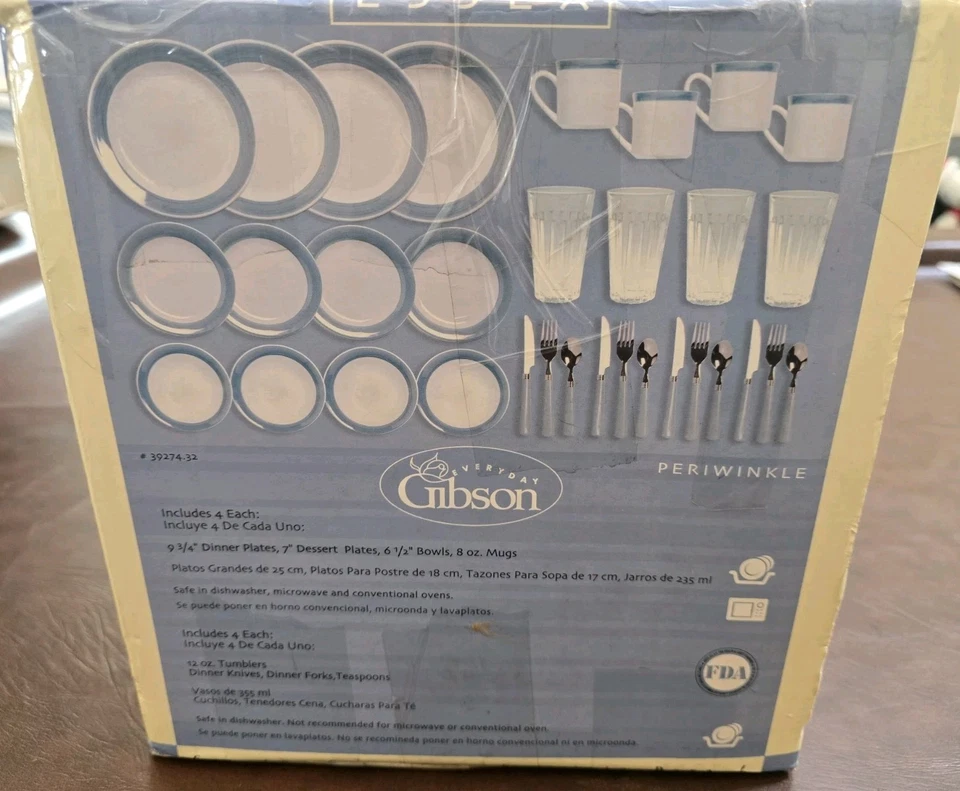 # 39274.32
EVERYDAY
Gibson
PERIWINKLE
Includes 4 Each:
Incluye 4 De Cada Uno:
9 3/4" Dinner Plates, 7" Dessert Plates, 6 1/2" Bowls, 8 oz. Mugs
Platos Grandes de 25 cm, Platos Para Postre de 18 cm, Tazones Para Sopa de 17 cm, Jarros de 235 ml
Safe in dishwasher, microwave and conventional ovens.
Se puede poner en horno convencional, microonda y lavaplatos.
Includes 4 Each:
Incluye 4 De Cada Uno:
12 oz. Tumblers
Dinner Knives, Dinner Forks,Teaspoons
FDA
Vasos de 355 ml
Cuchillos, Tenedores Cena, Cucharas Para Té
Safe in dishwasher. Not recommended for microwave or conventional oven.
Se puede poner en lavaplatos. No se recomineda poner en horno convencional ni en microonda.